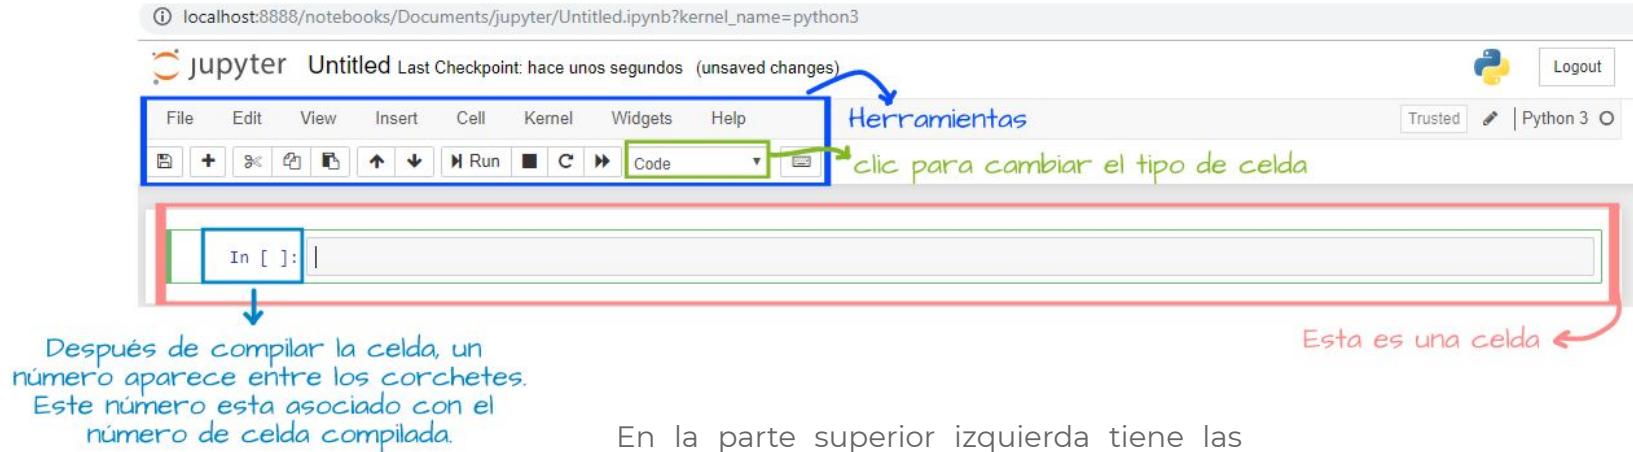 localhost:8888/notebooks/Documents/jupyter/Untitled.ipynb?kernel_name=python3
jupyter Untitled Last Checkpoint: hace unos segundos (unsaved changes)
Logout
File Edit View Insert Cell Kernel Widgets Help
Herramientas
Trusted
Python 3
Run
Code
clic para cambiar el tipo de celda
In [ ]:
Esta es una celda
Después de compilar la celda, un
número aparece entre los corchetes.
Este número esta asociado con el
número de celda compilada.
En la parte superior izquierda tiene las